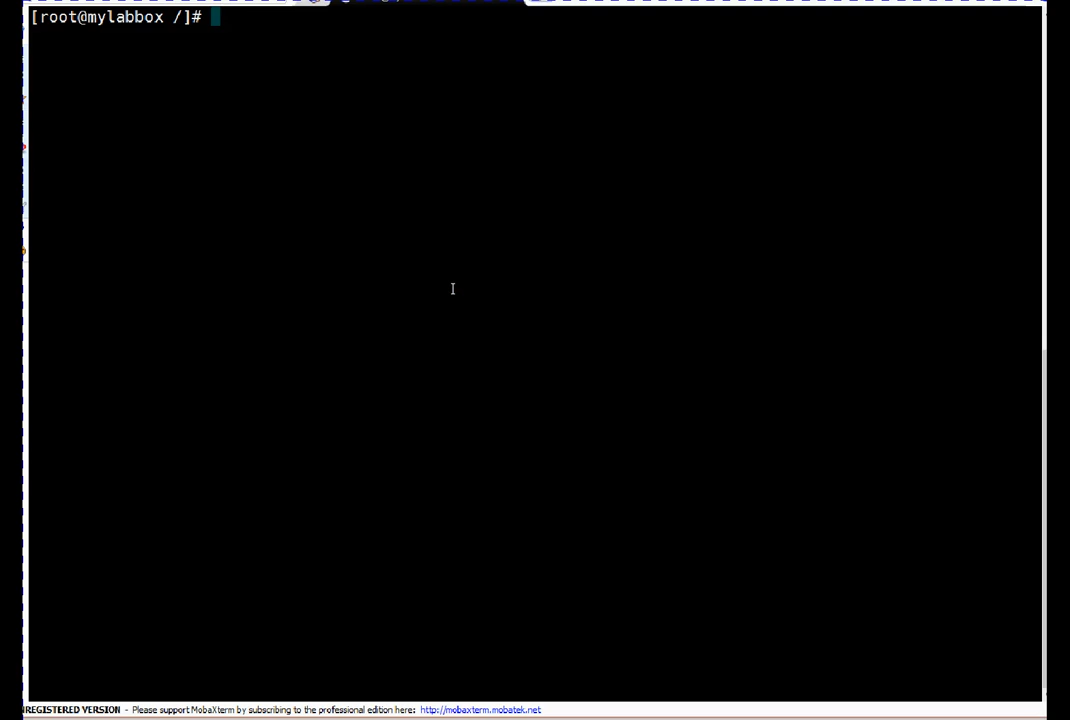 [root@mylabbox /]#
REGISTERED VERSION - Please support MobaXterm by subscribing to the professional edition here: http://mobaxterm.mobatek.net